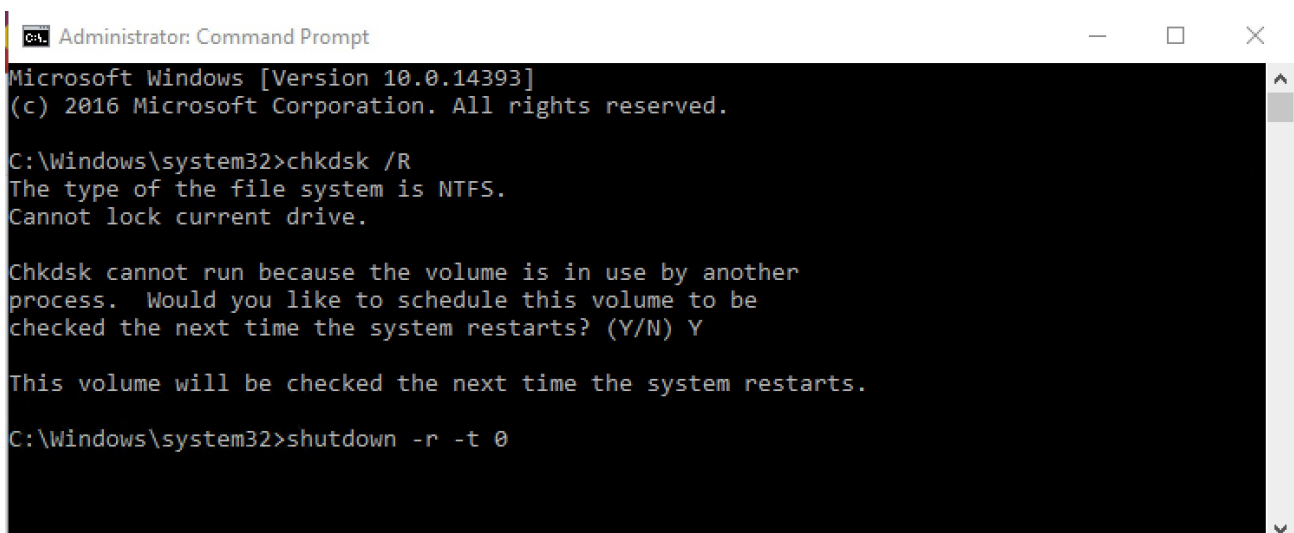 Administrator: Command Prompt
Microsoft Windows [Version 10.0.14393]
(c) 2016 Microsoft Corporation. All rights reserved.
C:\Windows\system32>chkdsk /R
The type of the file system is NTFS.
Cannot lock current drive.
Chkdsk cannot run because the volume is in use by another
process.  Would you like to schedule this volume to be
checked the next time the system restarts? (Y/N) Y
This volume will be checked the next time the system restarts.
C:\Windows\system32>shutdown -r -t 0